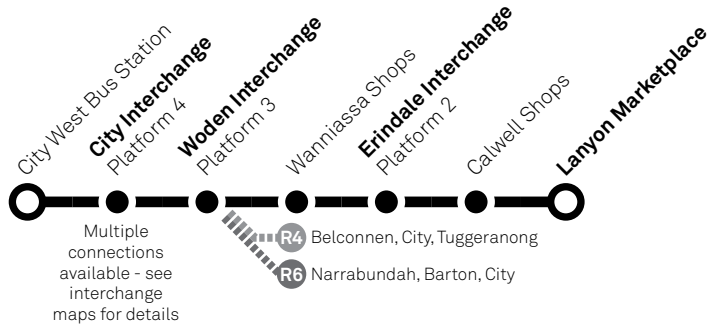 City West Bus Station
City Interchange
Platform 4
Woden Interchange
Platform 3
Wanniassa Shops
Erindale Interchange
Platform 2
Calwell Shops
Lanyon Marketplace
Multiple
connections
available - see
interchange
maps for details
R4 Belconnen, City, Tuggeranong
R6 Narrabundah, Barton, City